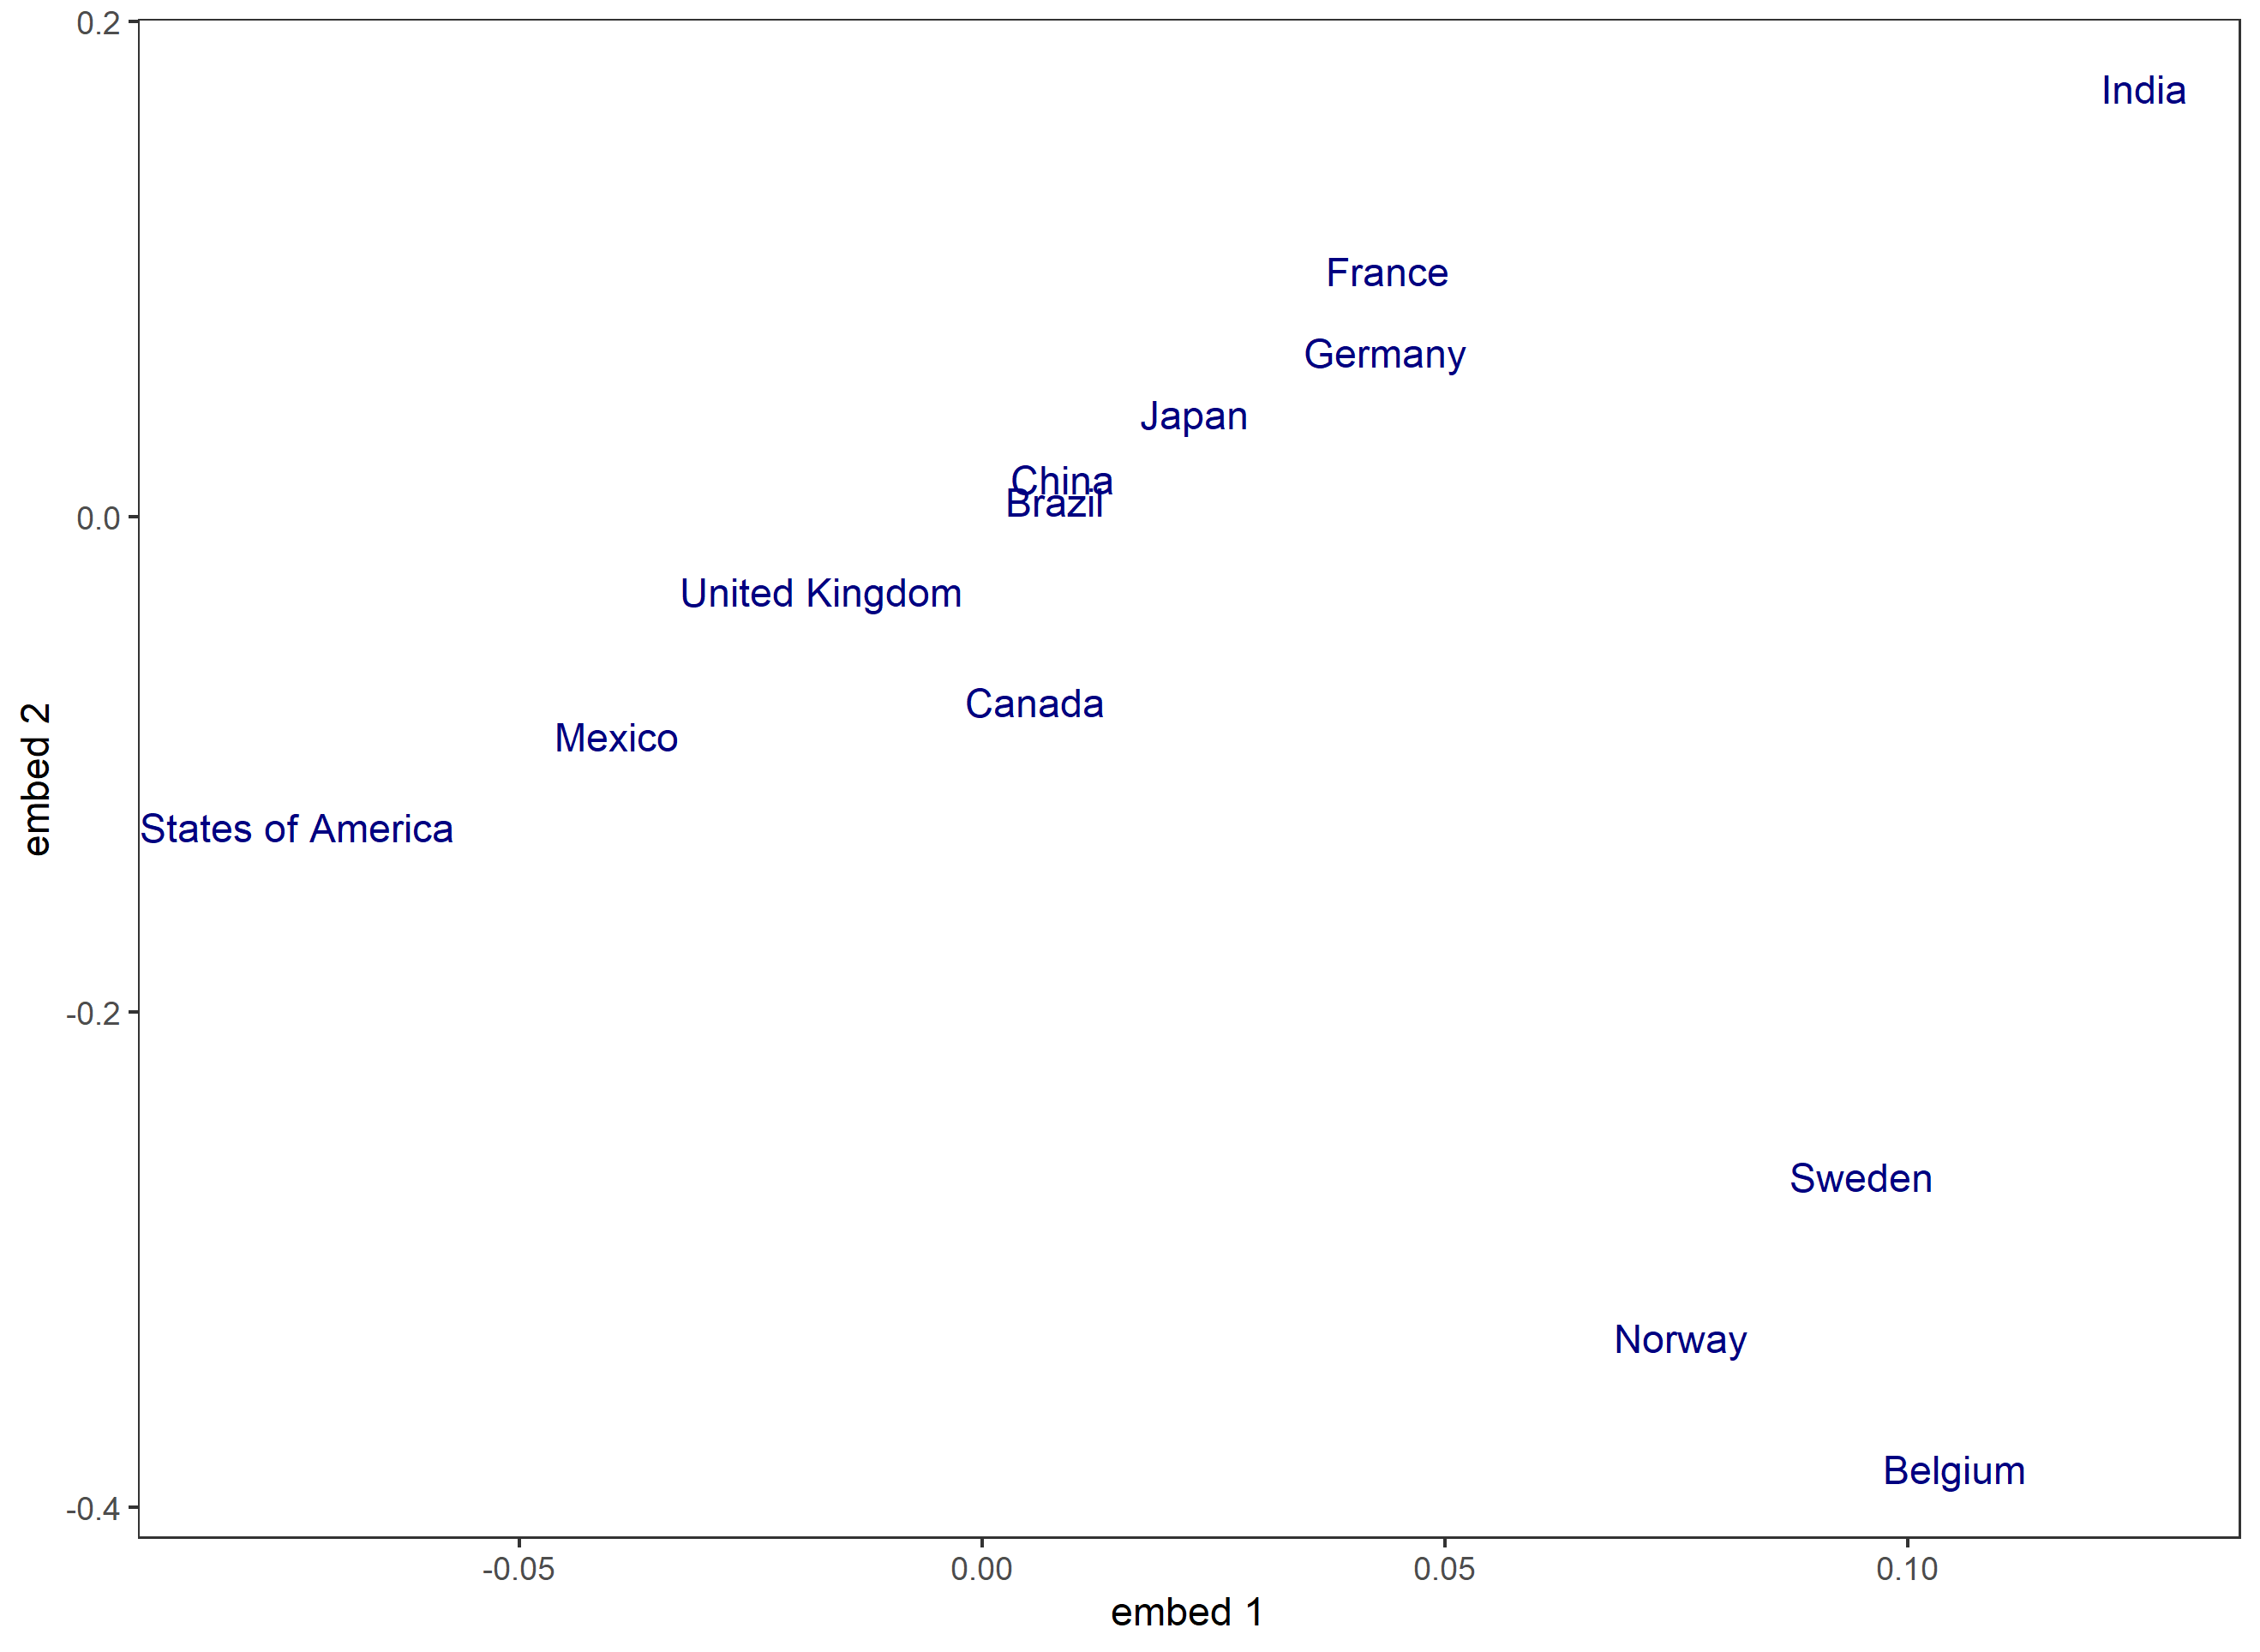 0.2
India
France
Germany
Japan
China
Brazil
0.0
United Kingdom
Canada
Mexico
embed 2
States of America
-0.2
Sweden
Norway
Belgium
-0.4
-0.05 0.00 0.05 0.10
embed 1